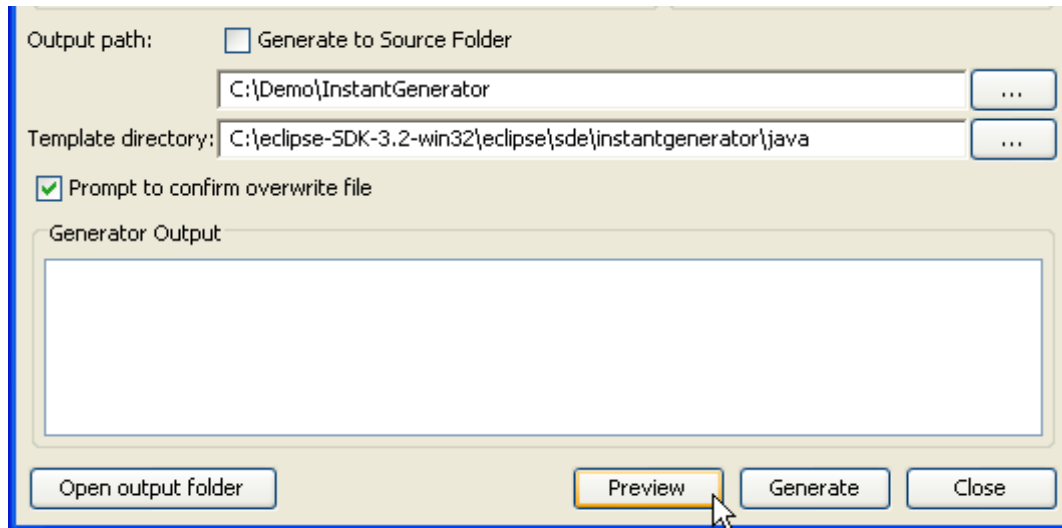 Output path: Generate to Source Folder
C:\Demo\InstantGenerator ...
Template directory: C:\eclipse-SDK-3.2-win32\eclipse\sde\instantgenerator\java ...
Prompt to confirm overwrite file
Generator Output
Open output folder Preview Generate Close